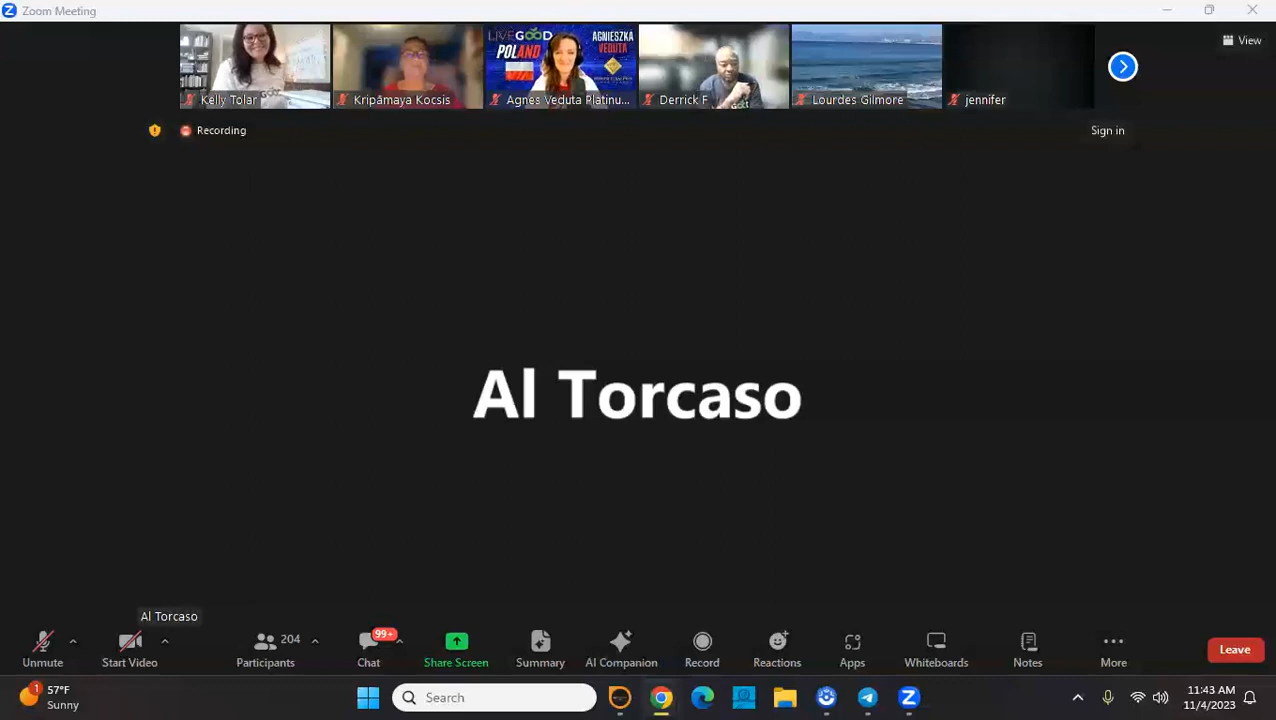 Zoom Meeting
LIVEGOOD
POLAND
AGNIESZKA
VEDUTA
Kelly Tolar
Kripāmaya Kocsis
Agnes Veduta Platinu...
Derrick F
Lourdes Gilmore
jennifer
View
Recording
Sign in
Al Torcaso
Al Torcaso
Unmute
Start Video
204
Participants
99+
Chat
Share Screen
Summary
AI Companion
Record
Reactions
Apps
Whiteboards
Notes
More
Leave
1
57°F
Sunny
Search
11:43 AM
11/4/2023